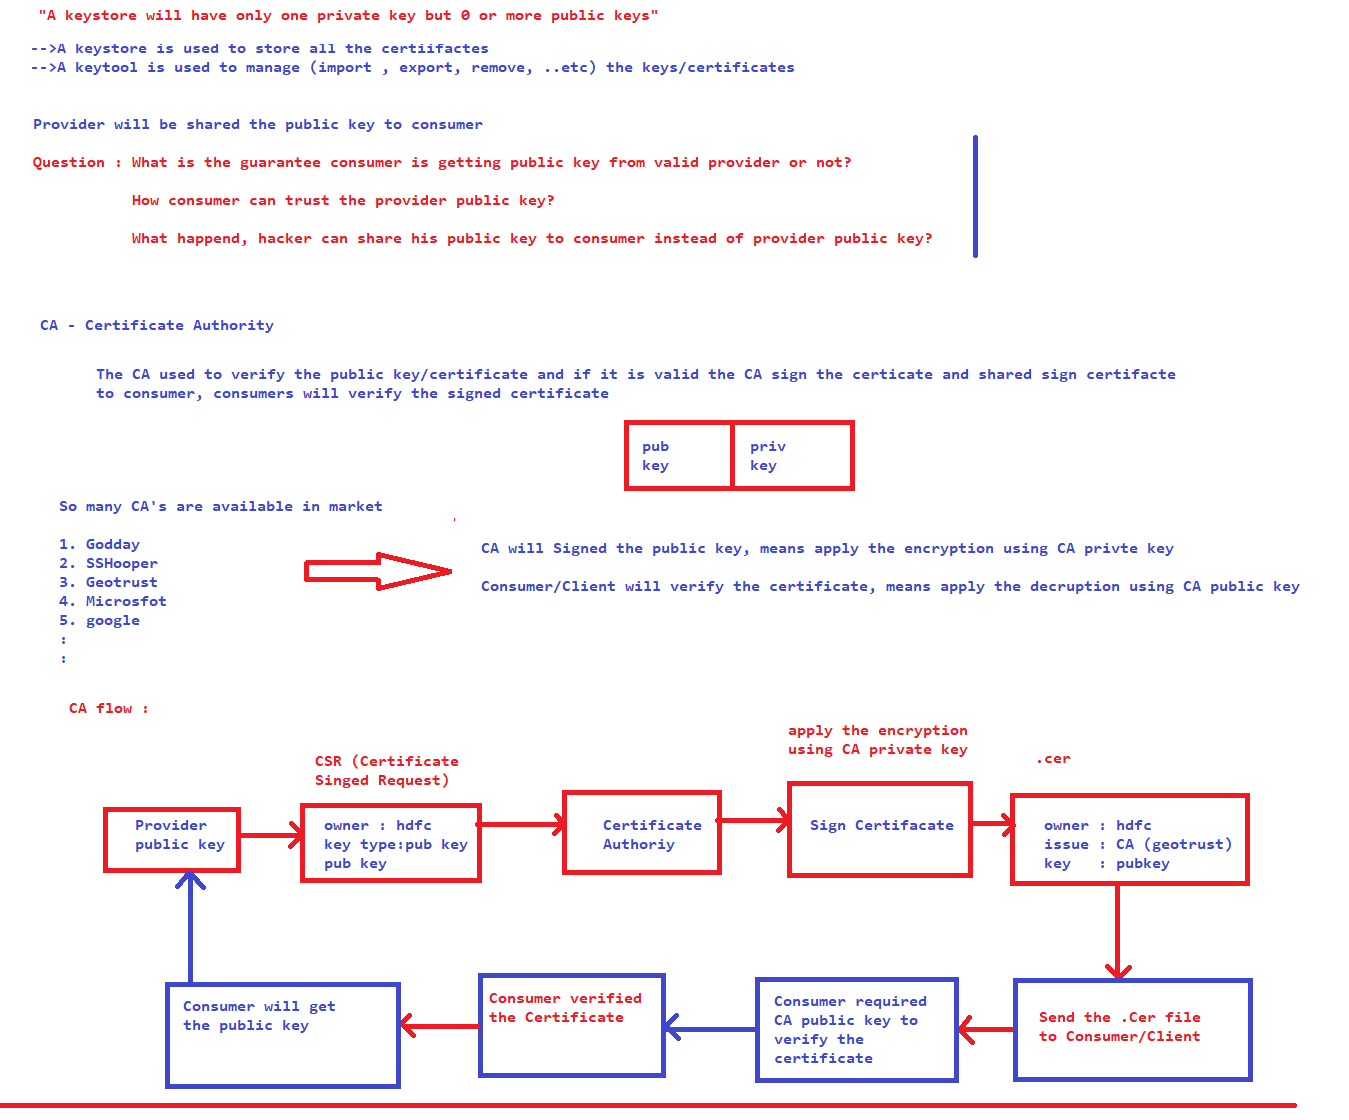 "A keystore will have only one private key but 0 or more public keys"
-->A keystore is used to store all the certiifactes
-->A keytool is used to manage (import , export, remove, ..etc) the keys/certificates
Provider will be shared the public key to consumer
Question : What is the guarantee consumer is getting public key from valid provider or not?
How consumer can trust the provider public key?
What happend, hacker can share his public key to consumer instead of provider public key?
CA - Certificate Authority
The CA used to verify the public key/certificate and if it is valid the CA sign the certicate and shared sign certifacte
to consumer, consumers will verify the signed certificate
pub
key
priv
key
So many CA's are available in market
1. Godday
2. SSHooper
3. Geotrust
4. Microsfot
5. google
:
:
CA will Signed the public key, means apply the encryption using CA privte key
Consumer/Client will verify the certificate, means apply the decruption using CA public key
CA flow :
Provider
public key
CSR (Certificate
Singed Request)
owner : hdfc
key type:pub key
pub key
Certificate
Authoriy
apply the encryption
using CA private key
Sign Certifacate
.cer
owner : hdfc
issue : CA (geotrust)
key : pubkey
Send the .Cer file
to Consumer/Client
Consumer required
CA public key to
verify the
certificate
Consumer verified
the Certificate
Consumer will get
the public key